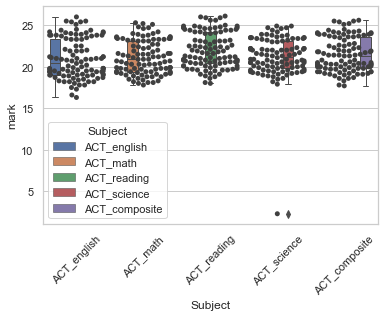 25
20
15
10
5
mark
Subject
ACT_english
ACT_math
ACT_reading
ACT_science
ACT_composite
ACT_english
ACT_math
ACT_reading
ACT_science
ACT_composite
Subject